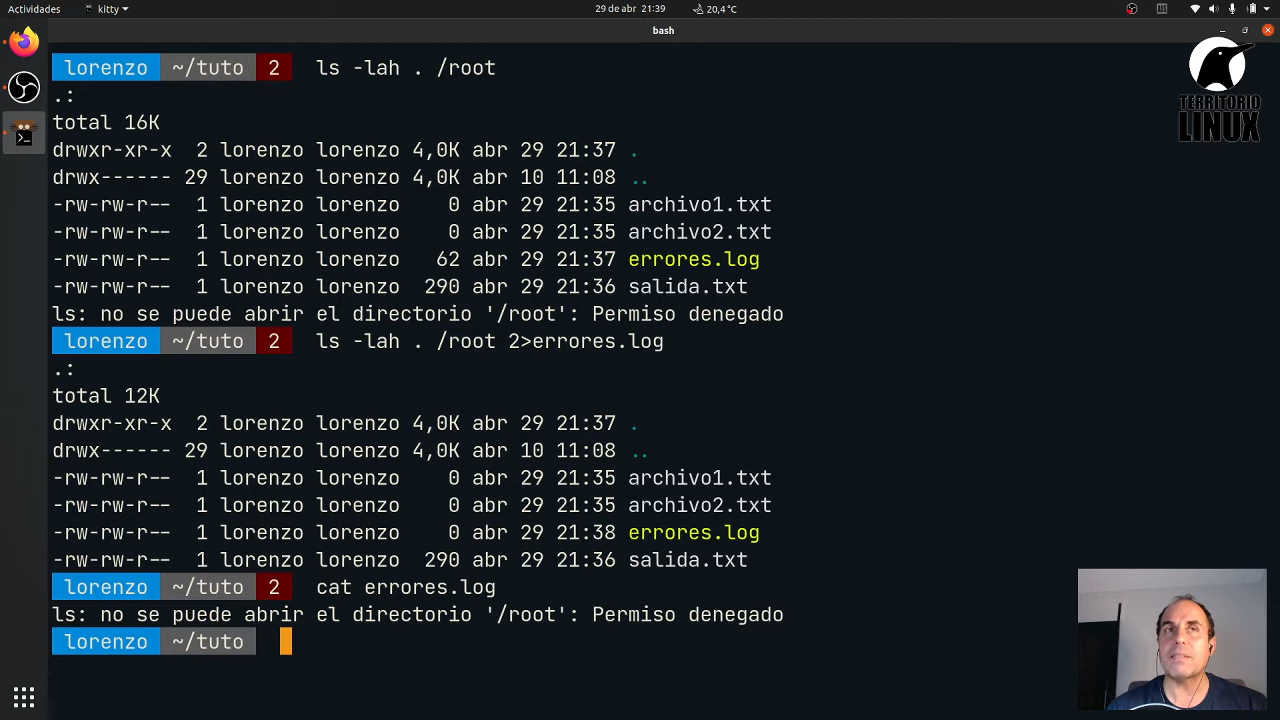 Actividades kitty 29 de abr 21:39 20,4 °C
bash
TERRITORIO
LINUX
lorenzo ~/tuto 2 ls -lah . /root
.:
total 16K
drwxr-xr-x 2 lorenzo lorenzo 4,0K abr 29 21:37 .
drwx------ 29 lorenzo lorenzo 4,0K abr 10 11:08 ..
-rw-rw-r-- 1 lorenzo lorenzo 0 abr 29 21:35 archivo1.txt
-rw-rw-r-- 1 lorenzo lorenzo 0 abr 29 21:35 archivo2.txt
-rw-rw-r-- 1 lorenzo lorenzo 62 abr 29 21:37 errores.log
-rw-rw-r-- 1 lorenzo lorenzo 290 abr 29 21:36 salida.txt
ls: no se puede abrir el directorio '/root': Permiso denegado
lorenzo ~/tuto 2 ls -lah . /root 2>errores.log
.:
total 12K
drwxr-xr-x 2 lorenzo lorenzo 4,0K abr 29 21:37 .
drwx------ 29 lorenzo lorenzo 4,0K abr 10 11:08 ..
-rw-rw-r-- 1 lorenzo lorenzo 0 abr 29 21:35 archivo1.txt
-rw-rw-r-- 1 lorenzo lorenzo 0 abr 29 21:35 archivo2.txt
-rw-rw-r-- 1 lorenzo lorenzo 0 abr 29 21:38 errores.log
-rw-rw-r-- 1 lorenzo lorenzo 290 abr 29 21:36 salida.txt
lorenzo ~/tuto 2 cat errores.log
ls: no se puede abrir el directorio '/root': Permiso denegado
lorenzo ~/tuto